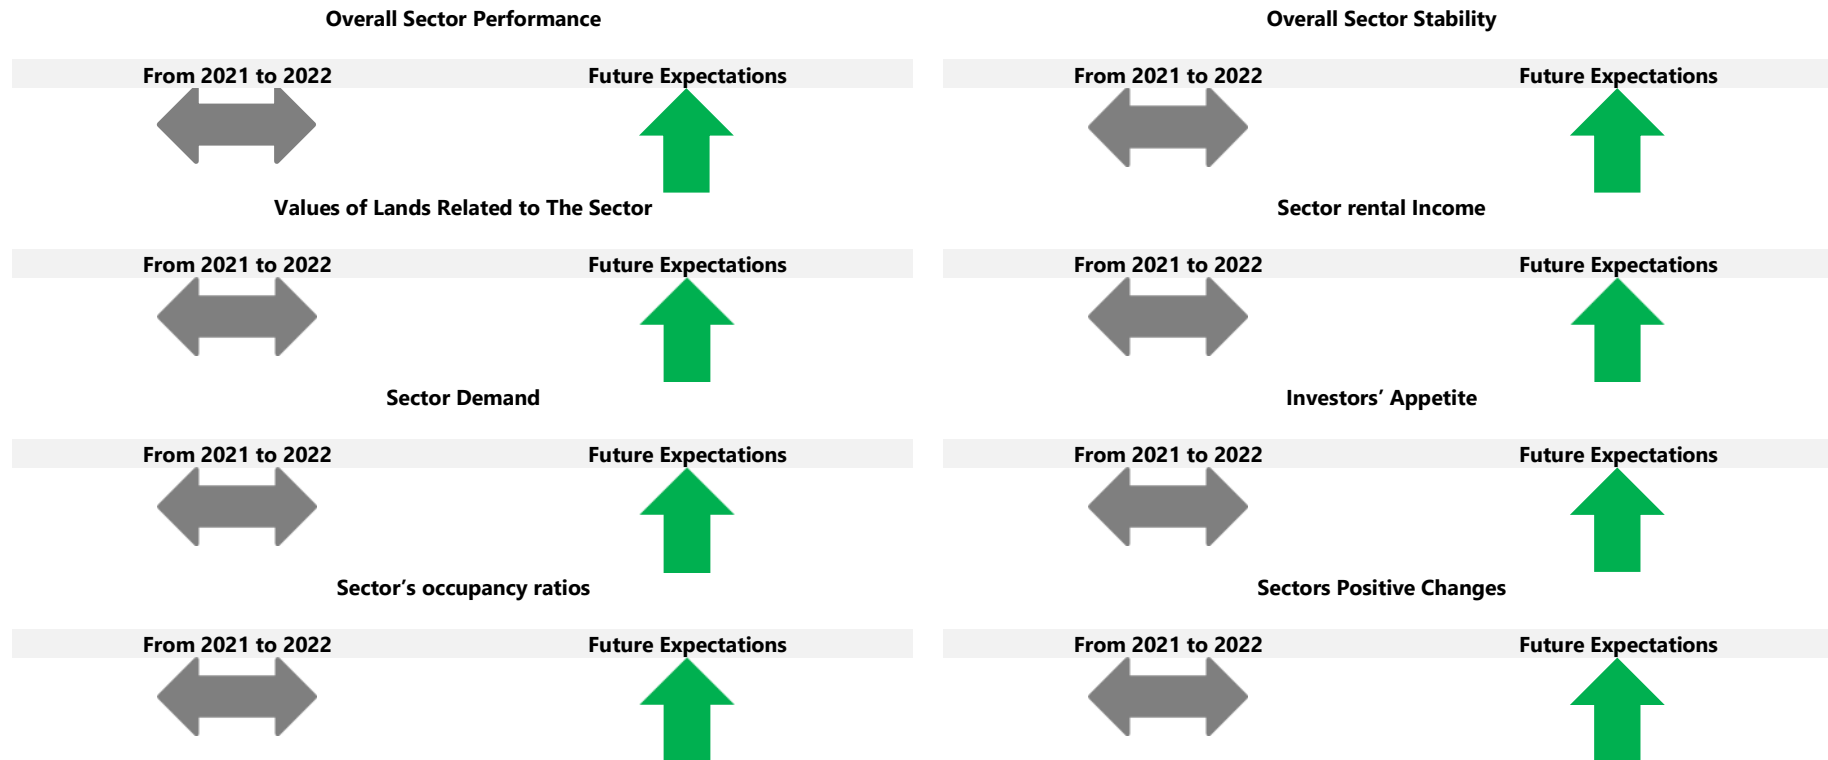 Overall Sector Performance
From 2021 to 2022 Future Expectations
Values of Lands Related to The Sector
From 2021 to 2022 Future Expectations
Sector Demand
From 2021 to 2022 Future Expectations
Sector’s occupancy ratios
From 2021 to 2022 Future Expectations
Overall Sector Stability
From 2021 to 2022 Future Expectations
Sector rental Income
From 2021 to 2022 Future Expectations
Investors’ Appetite
From 2021 to 2022 Future Expectations
Sectors Positive Changes
From 2021 to 2022 Future Expectations